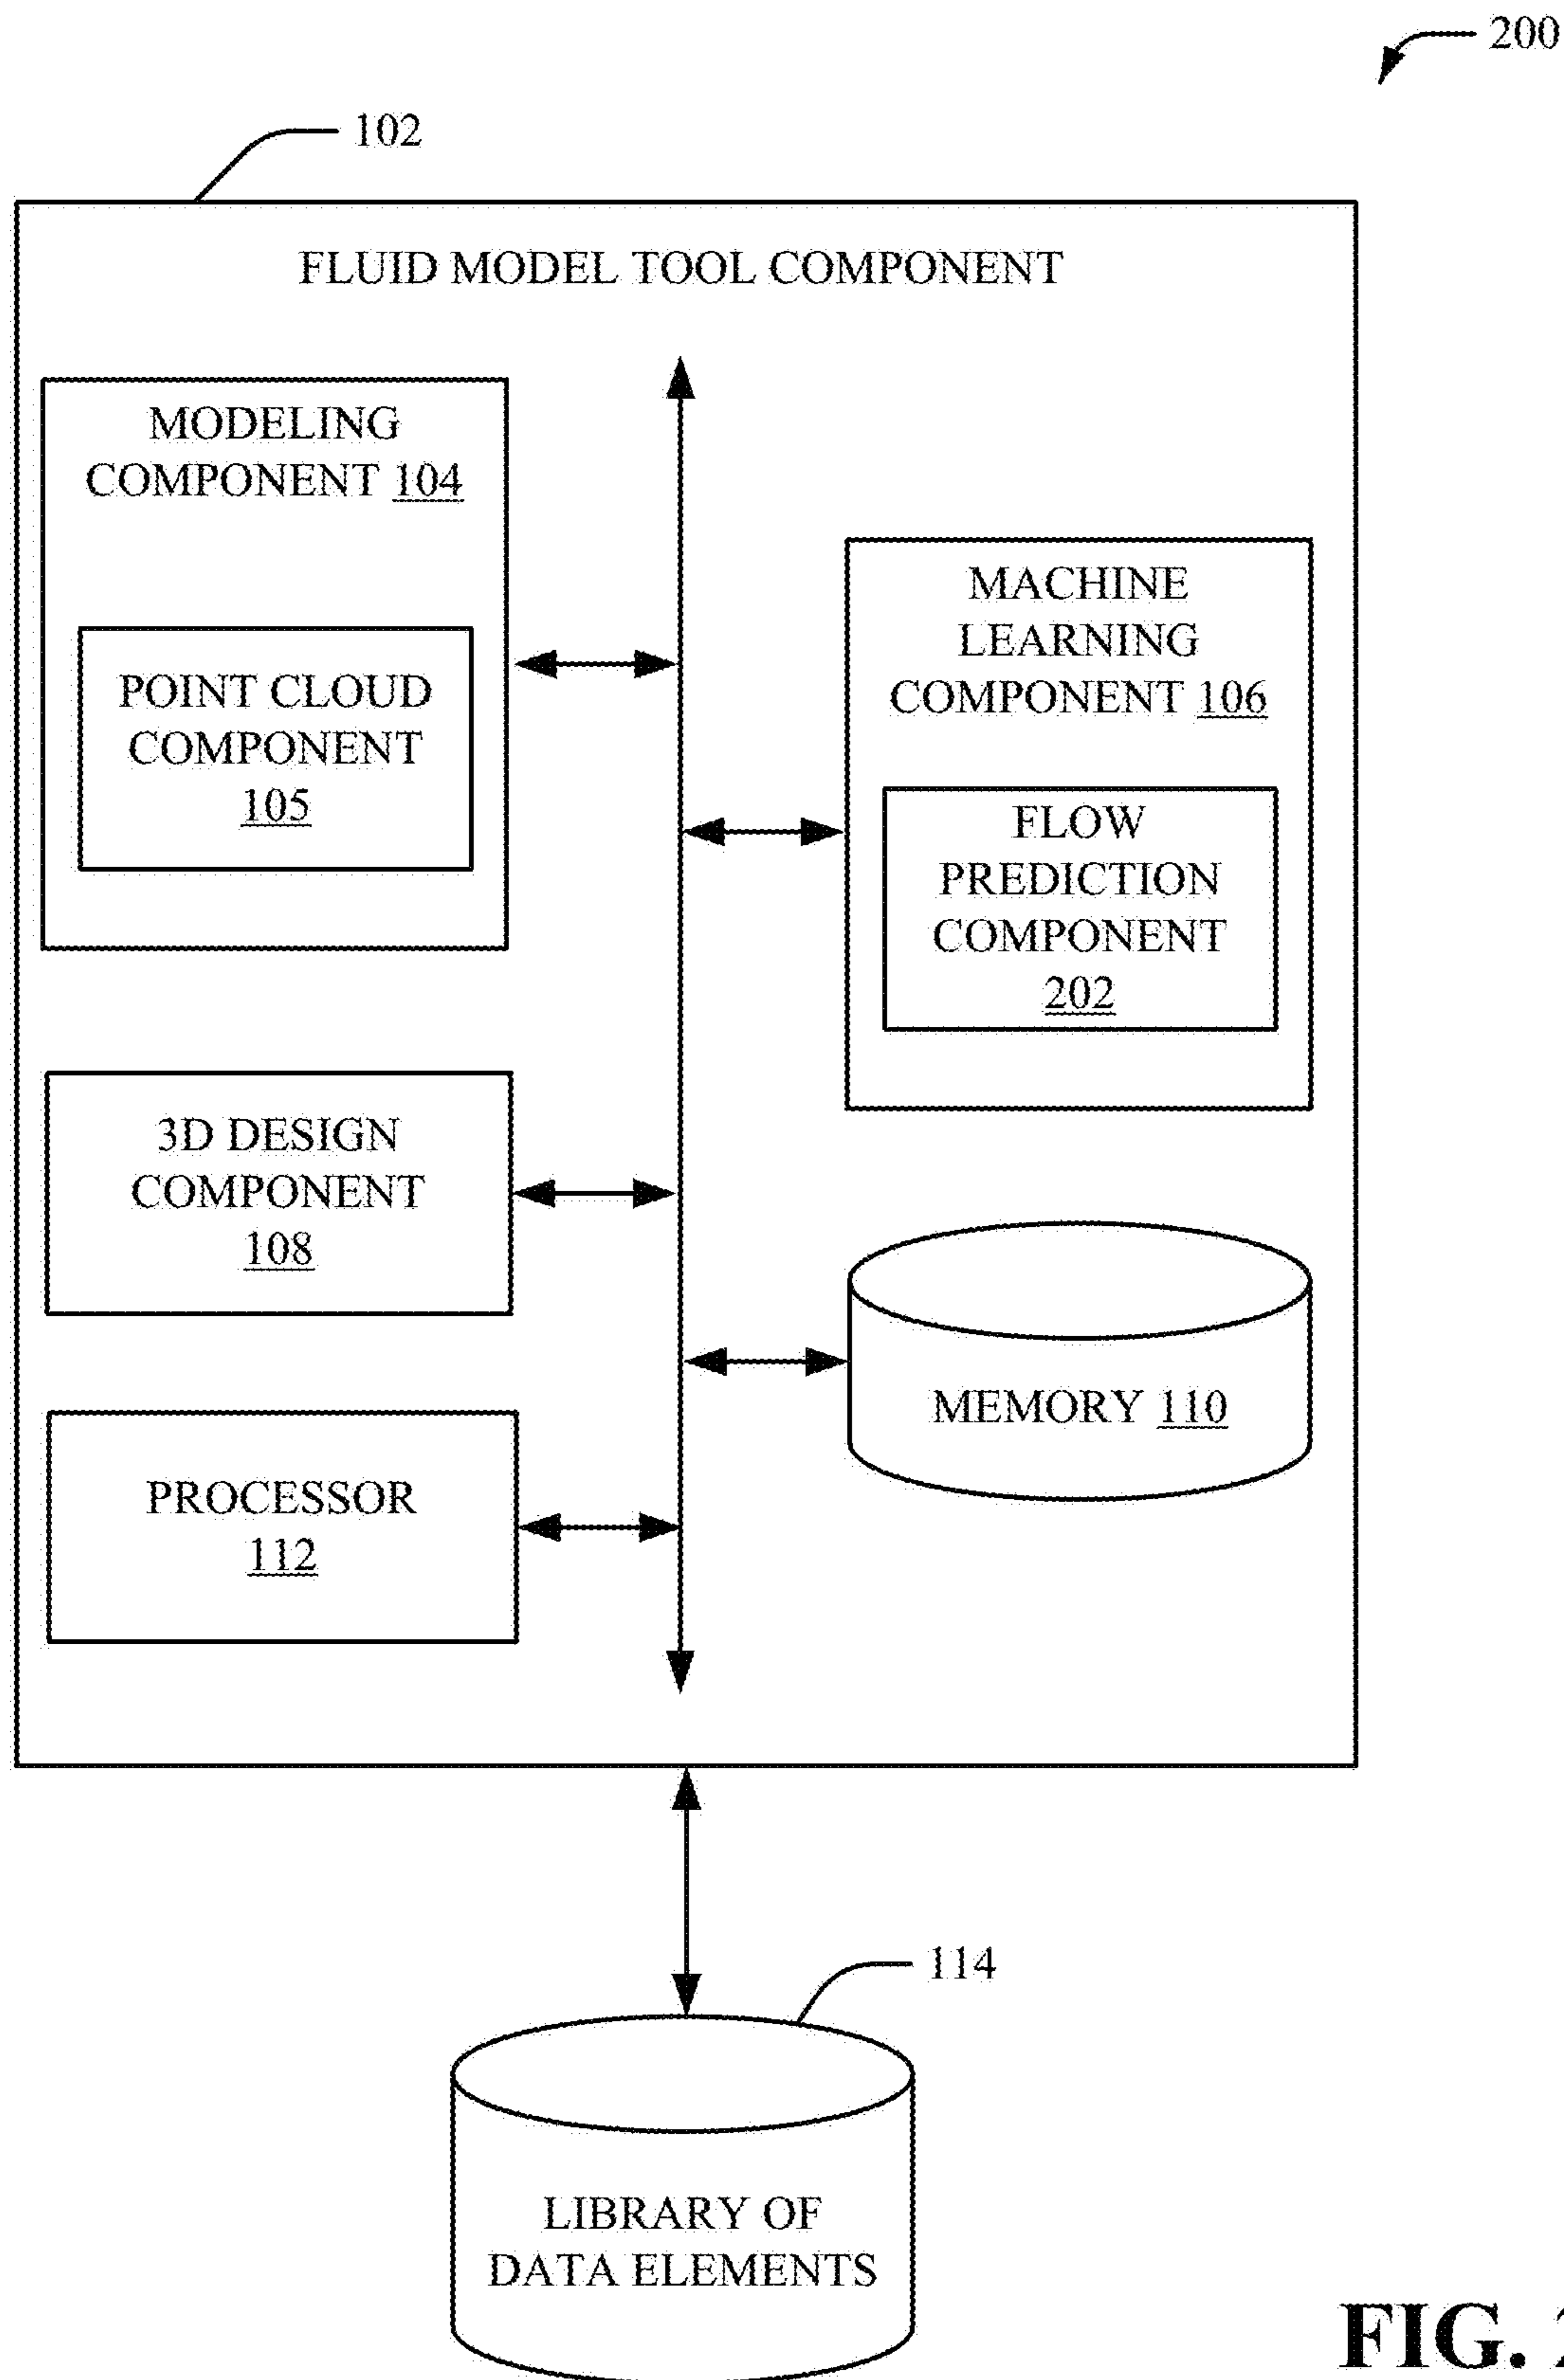 200
102
FLUID MODEL TOOL COMPONENT
MODELING
COMPONENT 104
POINT CLOUD
COMPONENT
105
MACHINE
LEARNING
COMPONENT 106
FLOW
PREDICTION
COMPONENT
202
3D DESIGN
COMPONENT
108
MEMORY 110
PROCESSOR
112
114
LIBRARY OF
DATA ELEMENTS
FIG.